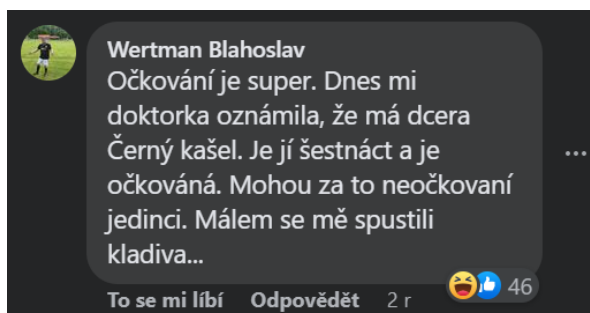 Wertman Blahoslav
Očkování je super. Dnes mi
doktorka oznámila, že má dcera
Černý kašel. Je jí šestnáct a je
očkováná. Mohou za to neočkovaní
jedinci. Málem se mě spustili
kladiva...
46
To se mi líbí Odpovědět 2 r